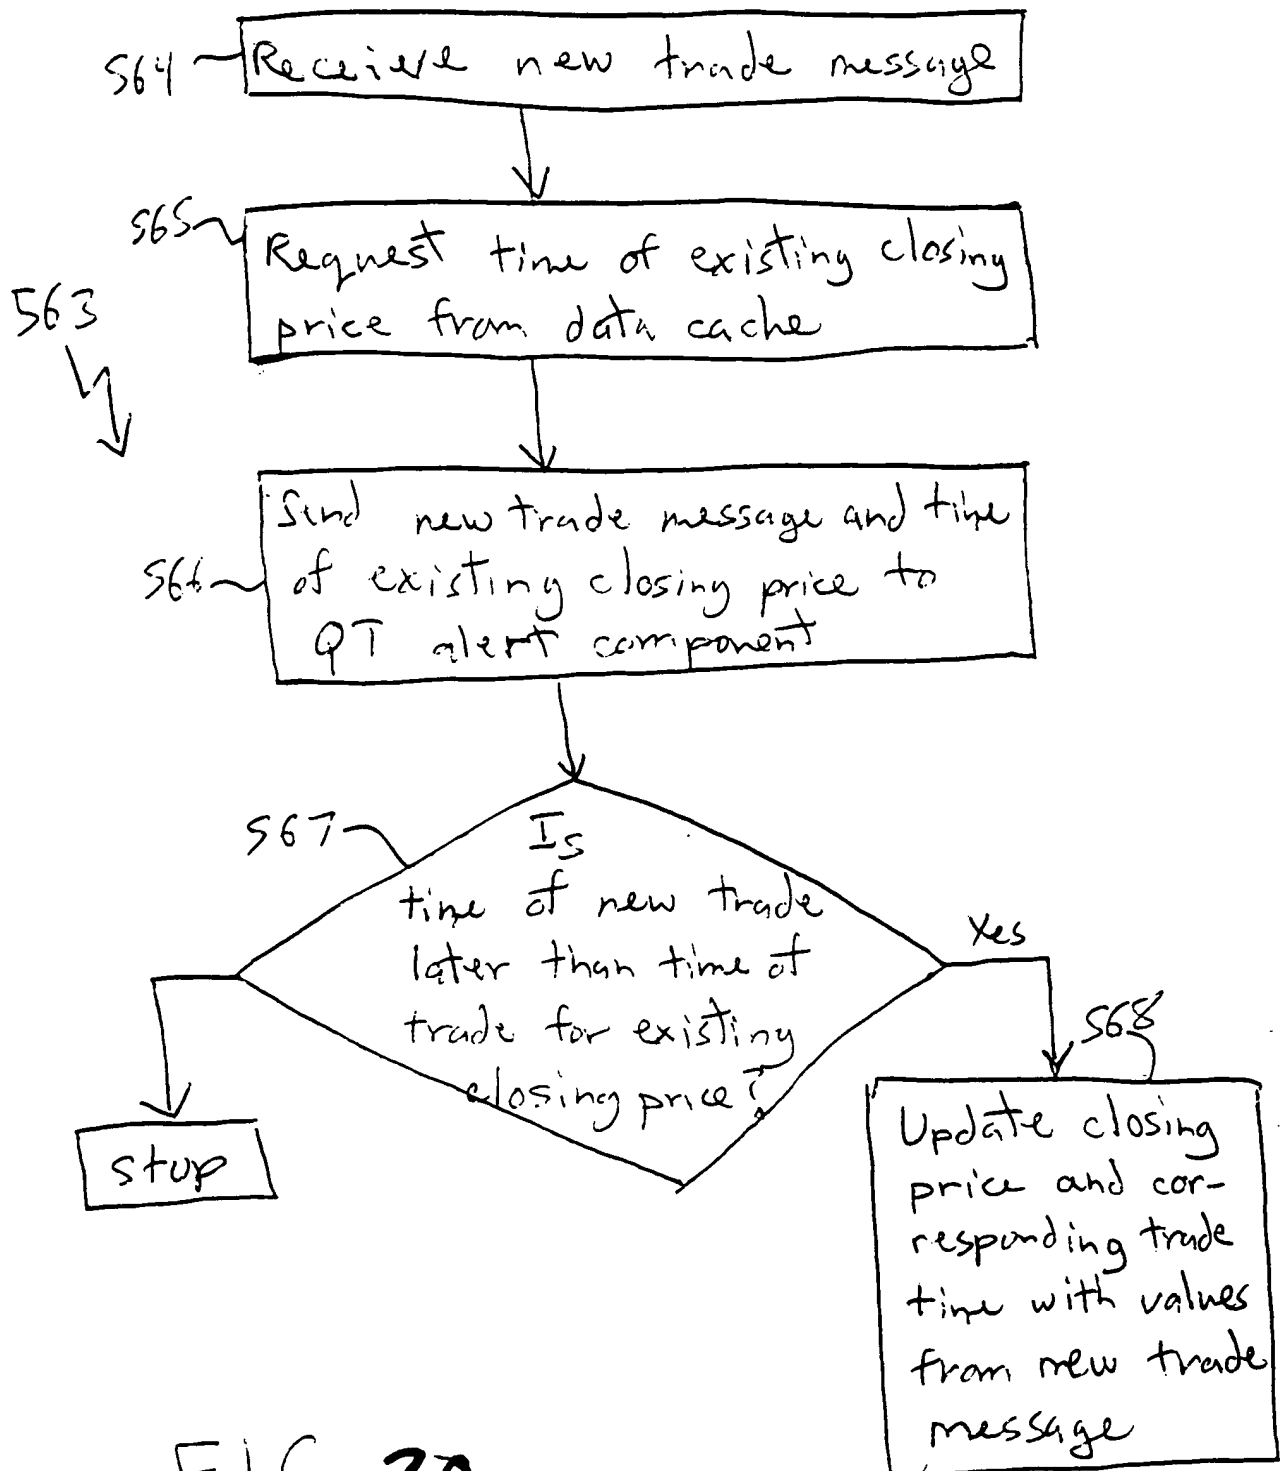 564
Receive new trade message
565
Request time of existing closing
price from data cache
563
Send new trade message and time
of existing closing price to
QT alert component
566
567
Is
time of new trade
later than time of
trade for existing
closing price?
Yes
568
stop
Update closing
price and cor-
responding trade
time with values
from new trade
message
FIG